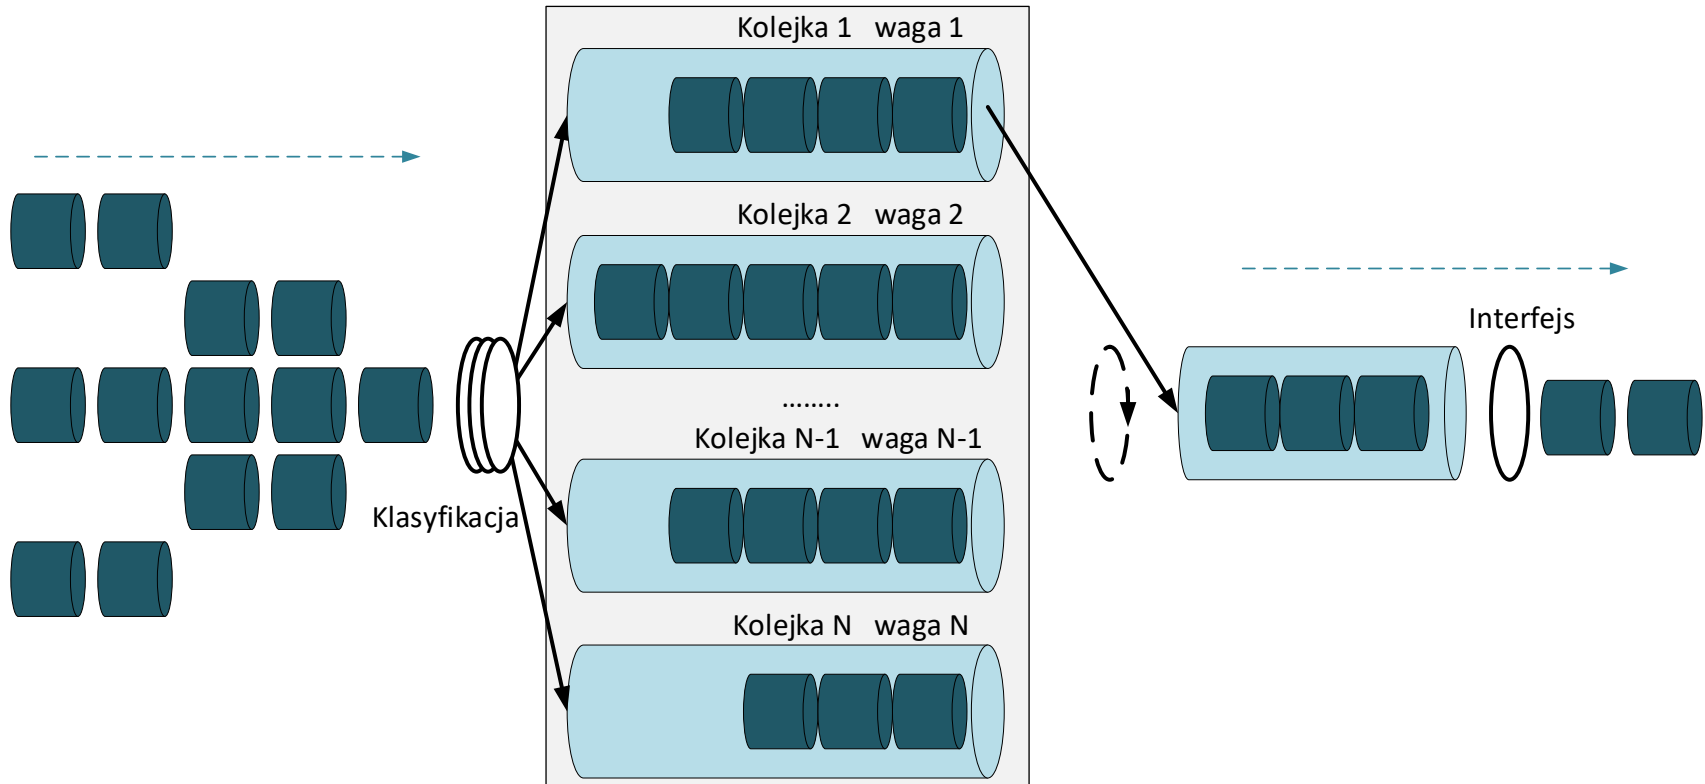 Kolejka 1 waga 1
Kolejka 2 waga 2
Interfejs
........
Kolejka N-1 waga N-1
Klasyfikacja
Kolejka N waga N